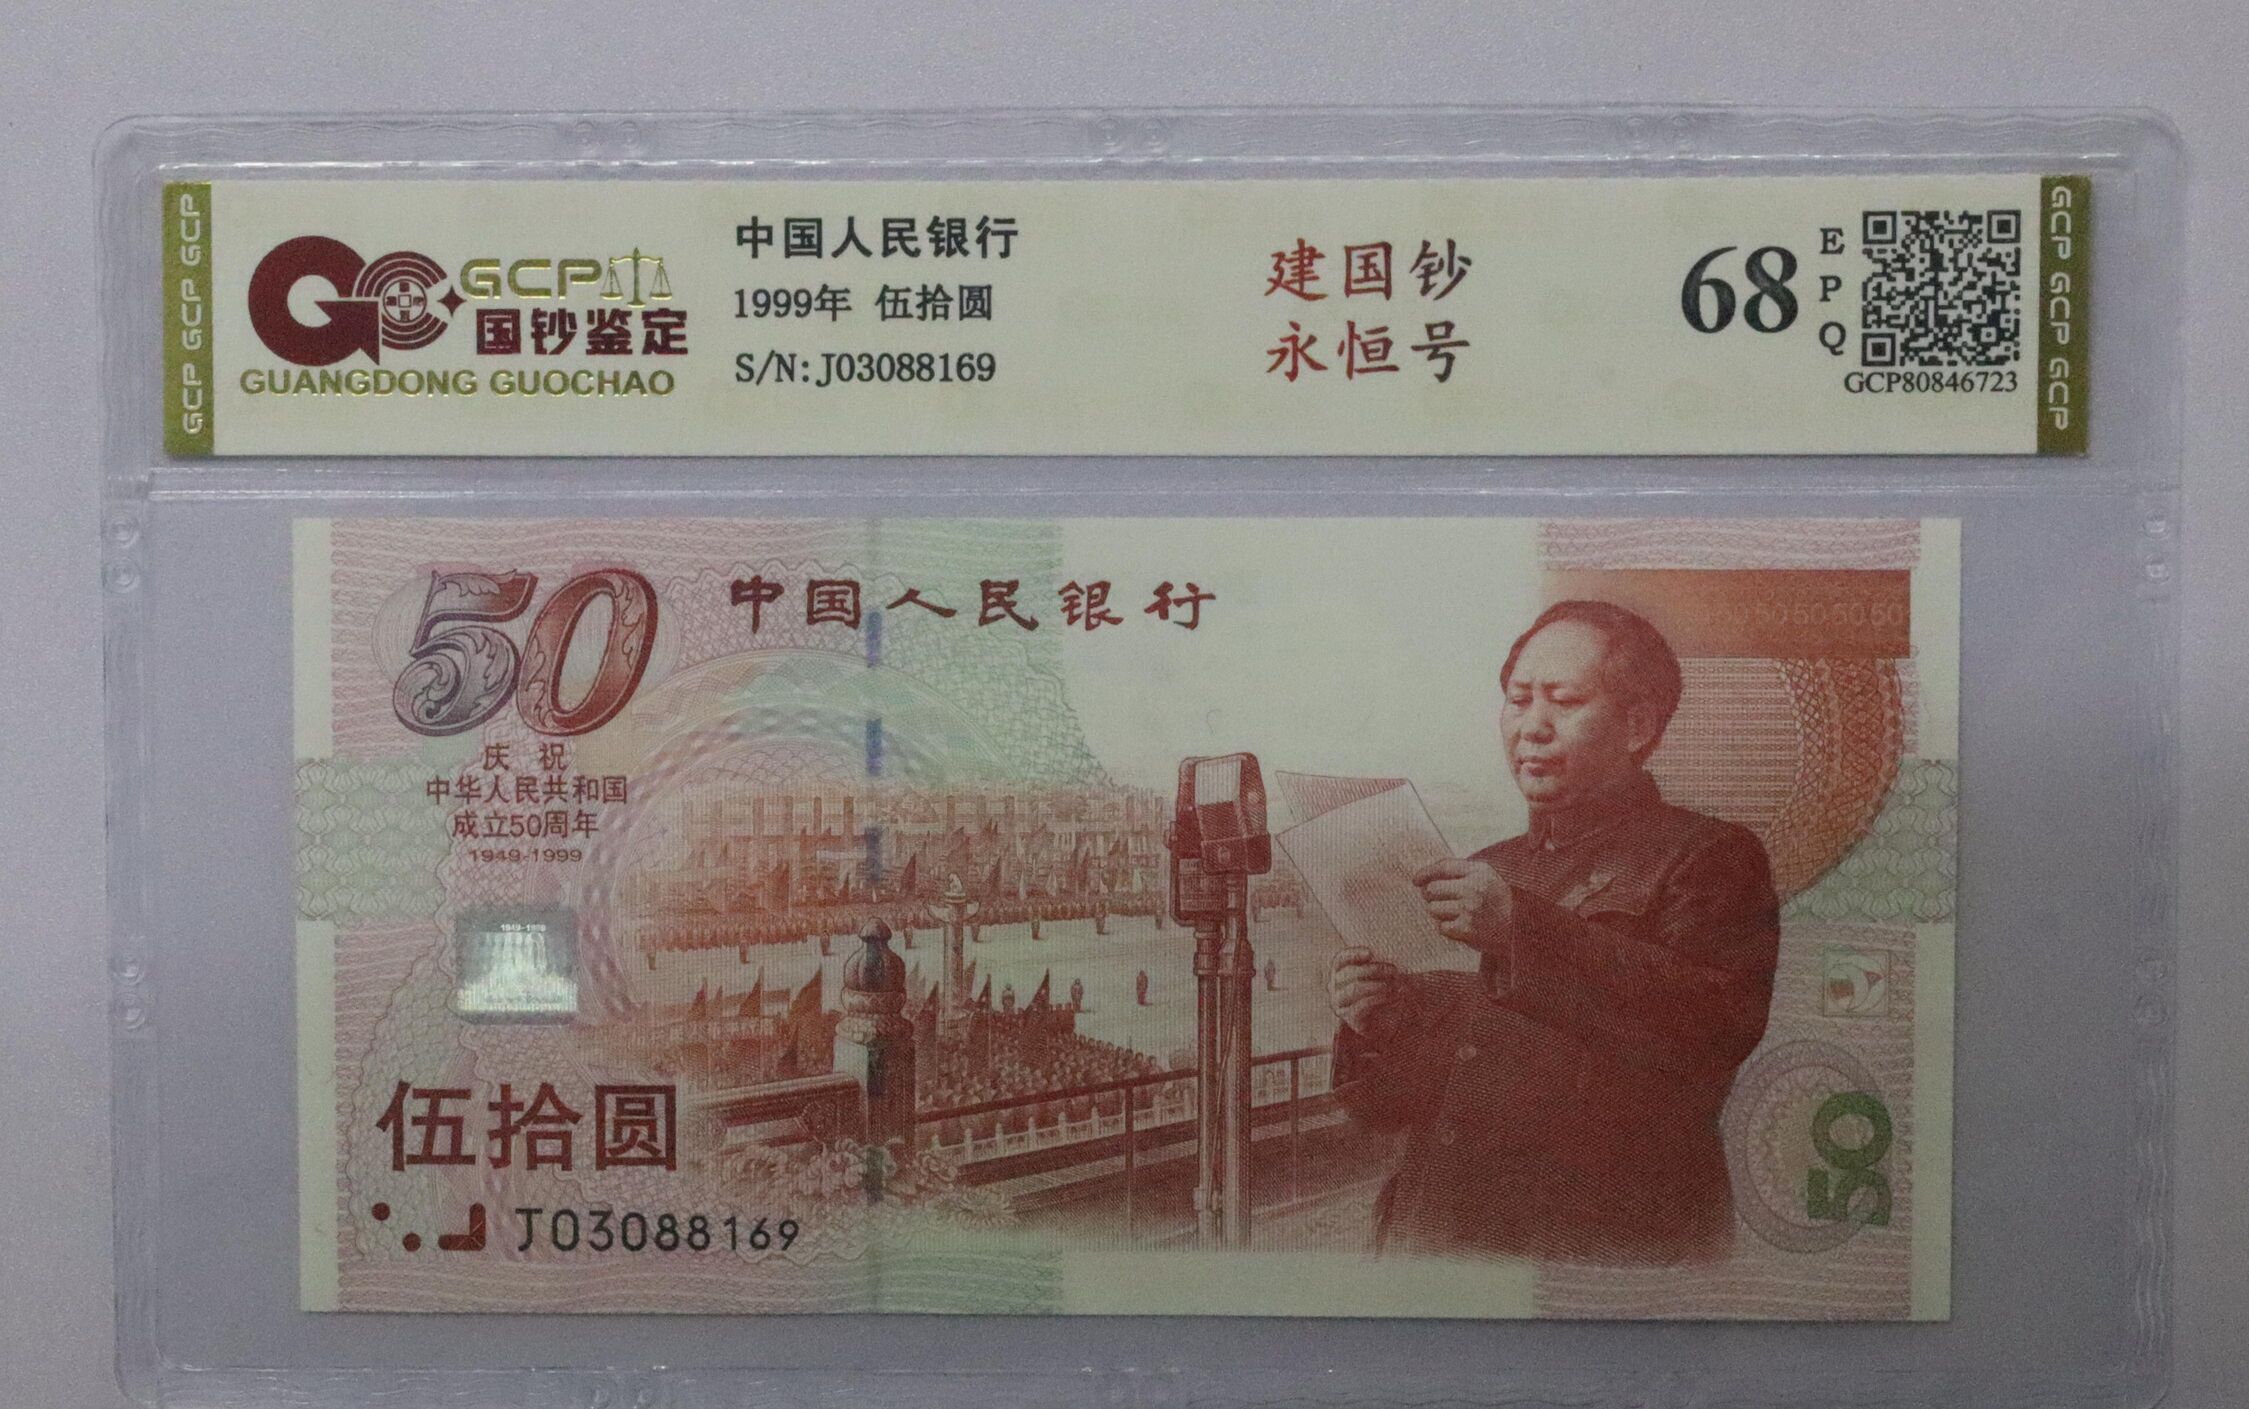 GCP GCP GCP
GCP
国钞鉴定
GUANGDONG GUOCHAO
中国人民银行
1999年 伍拾圆
S/N:J03088169
建国钞
永恒号
68
EPQ
GCP80846723
GCP GCP GCP
50
中国人民银行
庆祝
中华人民共和国
成立50周年
1949-1999
1949-1999
5050505050
伍拾圆
J03088169
50